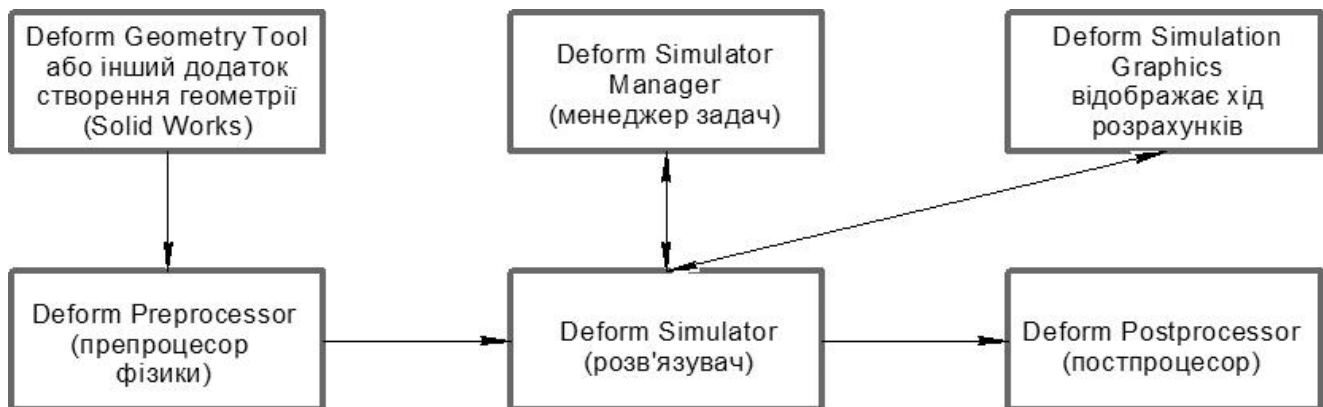 Deform Geometry Tool
або інший додаток
створення геометрії
(Solid Works)
Deform Simulator
Manager
(менеджер задач)
Deform Simulation
Graphics
відображає хід
розрахунків
Deform Preprocessor
(препроцесор
фізики)
Deform Simulator
(розв'язувач)
Deform Postprocessor
(постпроцесор)